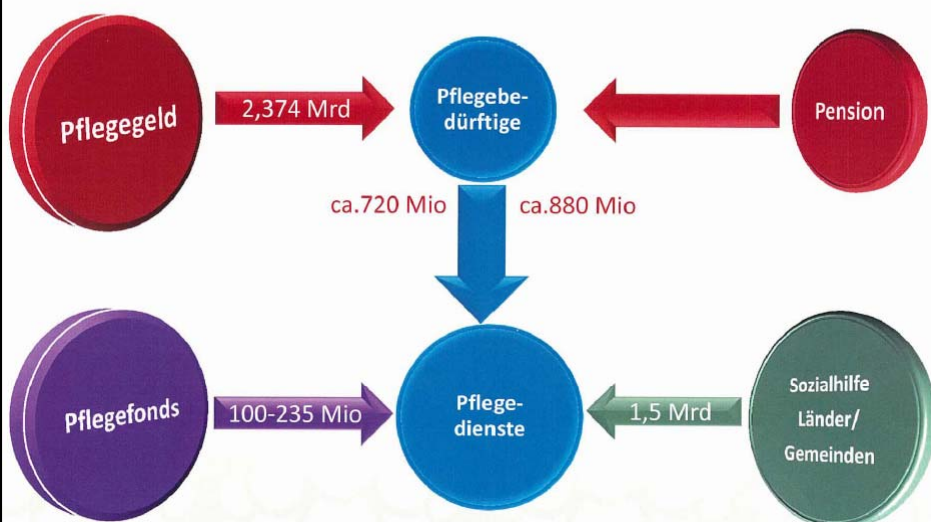 Pflegegeld
2,374 Mrd
Pflegebe-
dürftige
Pension
ca.720 Mio
ca.880 Mio
Pflegefonds
100-235 Mio
Pflege-
dienste
1,5 Mrd
Sozialhilfe
Länder/
Gemeinden